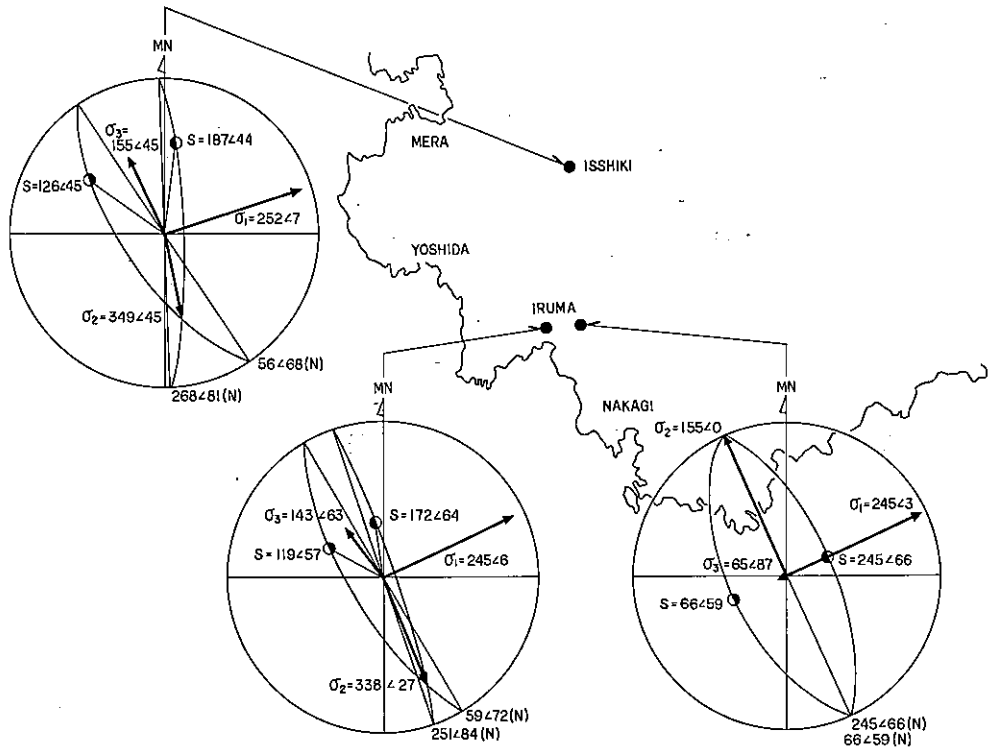 MN
σ3=
155∠45
S=187∠44
S=126∠45
σ1=252∠7
σ2=349∠45
56∠68(N)
268∠81(N)
MERA
ISSHIKI
YOSHIDA
IRUMA
NAKAGI
MN
σ3=143∠63
S=172∠64
S=119∠57
σ1=245∠6
σ2=338∠27
59∠72(N)
251∠84(N)
MN
σ2=155∠0
σ1=245∠3
σ3=65∠87
S=245∠66
S=66∠59
245∠66(N)
66∠59(N)